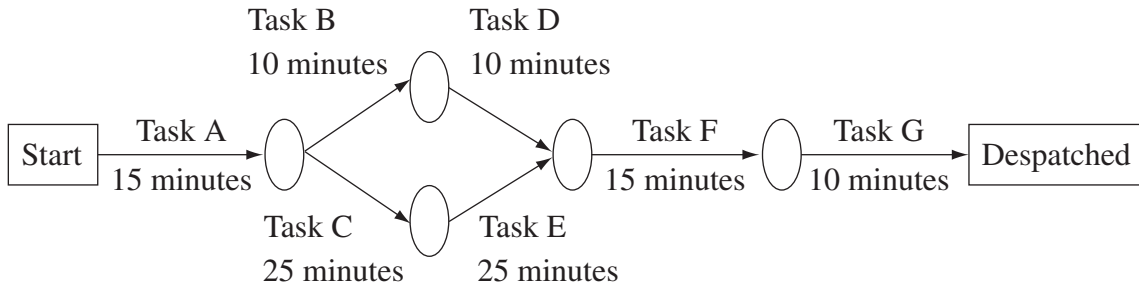 Task B
10 minutes
Task D
10 minutes
Start
Task A
15 minutes
Task F
15 minutes
Task G
10 minutes
Despatched
Task C
25 minutes
Task E
25 minutes